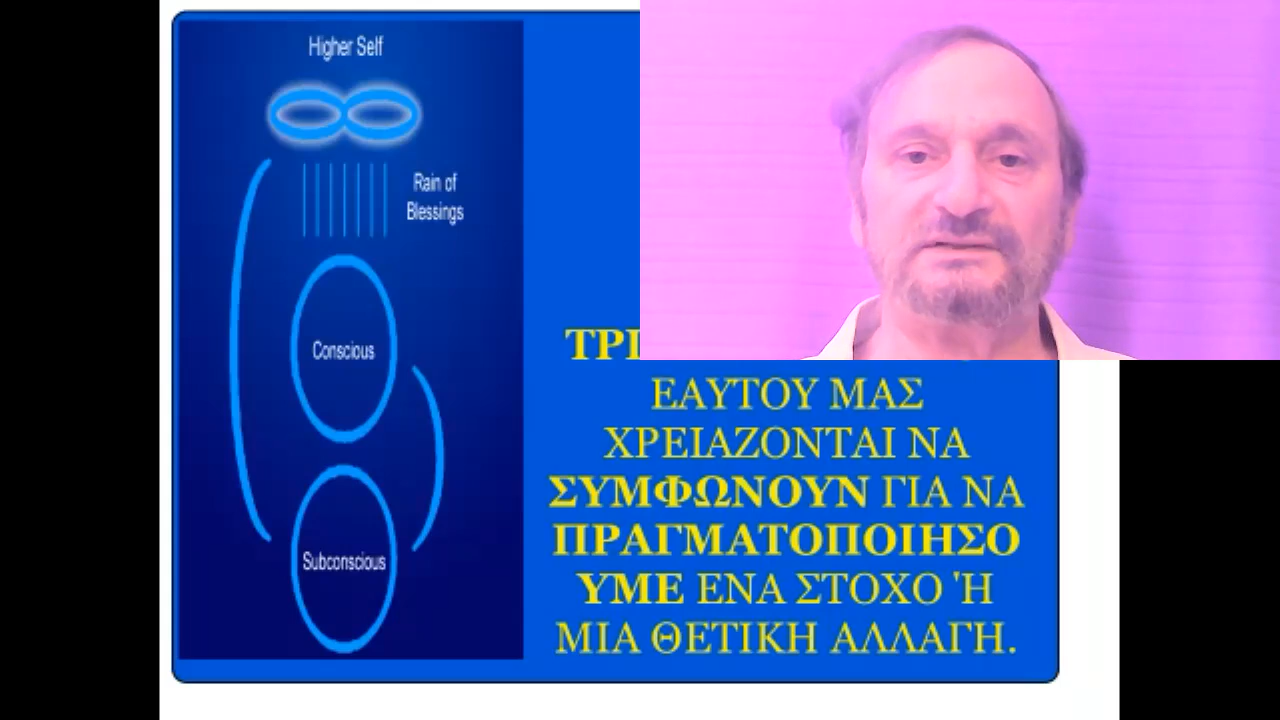 Higher Self
Rain of
Blessings
Conscious
Subconscious
ΕΑΥΤΟΥ ΜΑΣ
ΧΡΕΙΑΖΟΝΤΑΙ ΝΑ
ΣΥΜΦΩΝΟΥΝ ΓΙΑ ΝΑ
ΠΡΑΓΜΑΤΟΠΟΙΗΣΟ
ΥΜΕ ΕΝΑ ΣΤΟΧΟ 'Η
ΜΙΑ ΘΕΤΙΚΗ ΑΛΛΑΓΗ.